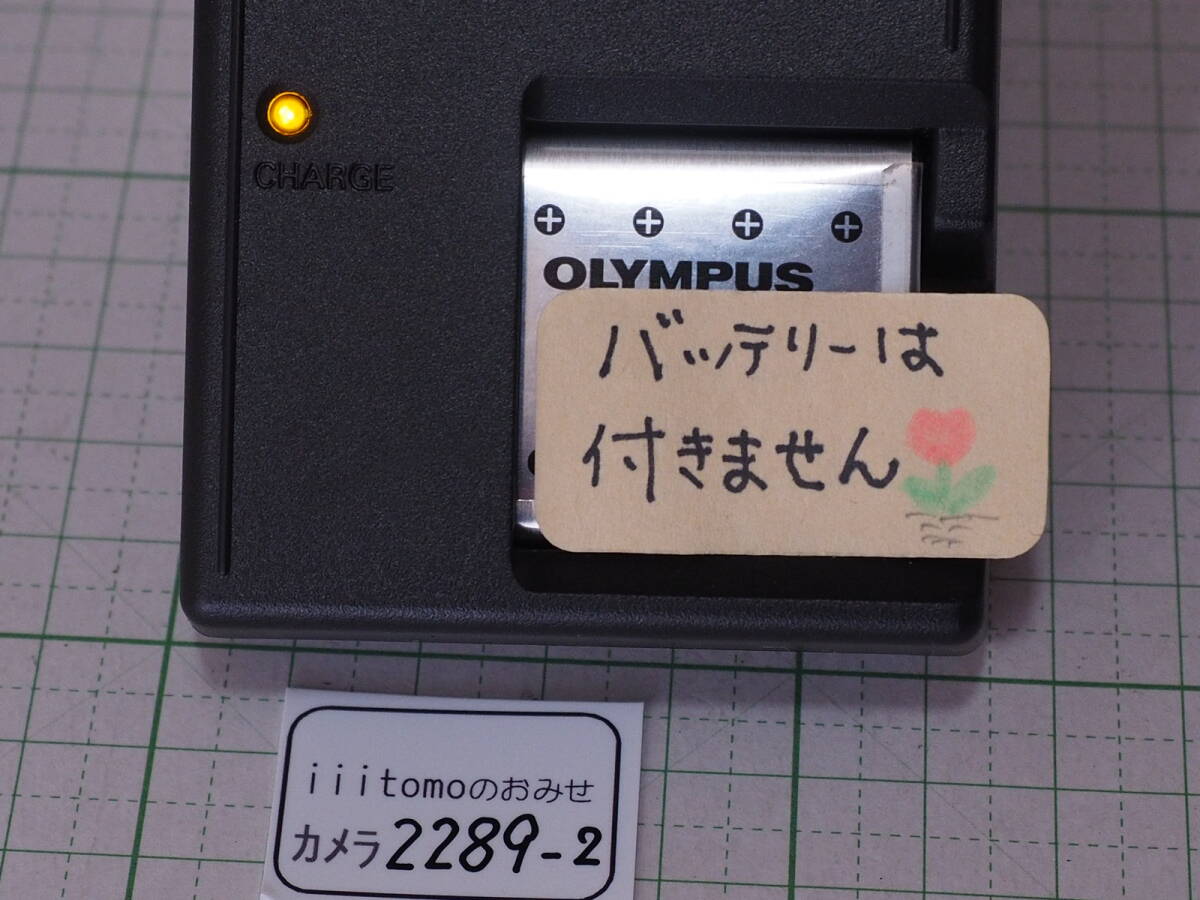 CHARGE
OLYMPUS
バッテリーは
付きません
iiitomoのおみせ
カメラ2289-2